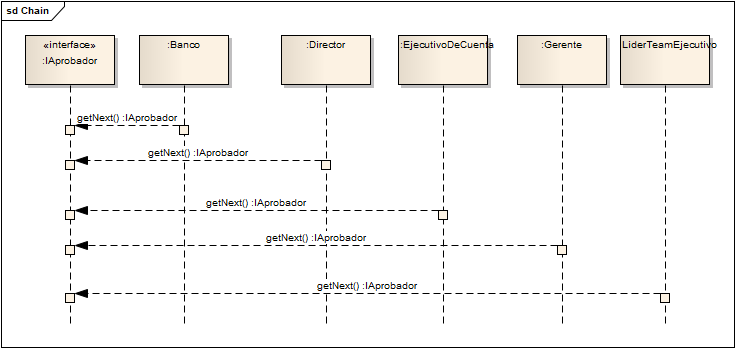 sd Chain
«interface»
:IAprobador
:Banco
:Director
:EjecutivoDeCuenta
:Gerente
LiderTeamEjecutivo
getNext() :IAprobador
getNext() :IAprobador
getNext() :IAprobador
getNext() :IAprobador
getNext() :IAprobador